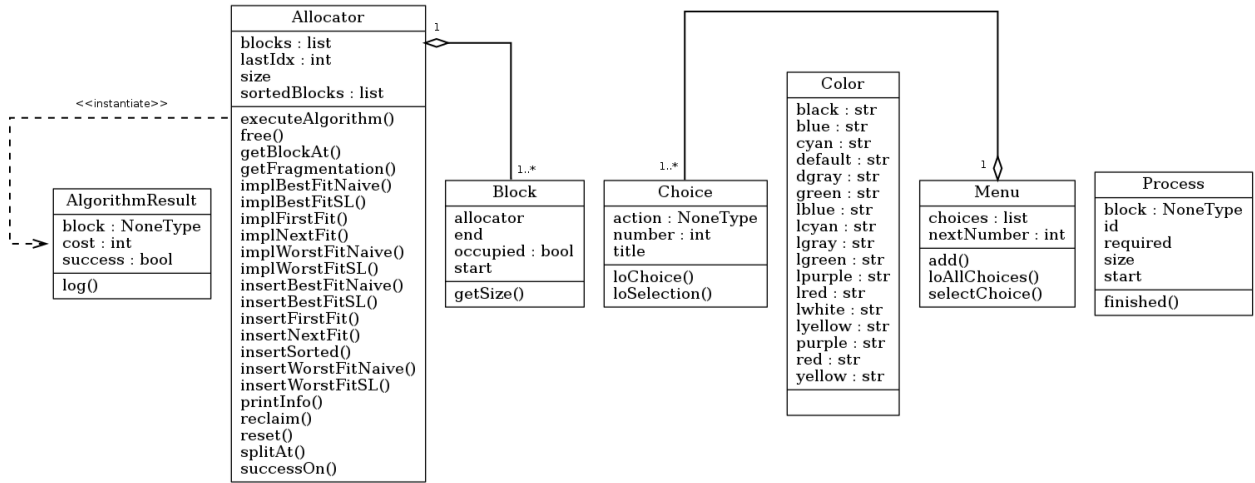 <<instantiate>>
AlgorithmResult
block : NoneType
cost : int
success : bool
log()
Allocator
blocks : list
lastIdx : int
size
sortedBlocks : list
executeAlgorithm()
free()
getBlockAt()
getFragmentation()
implBestFitNaive()
implBestFitSL()
implFirstFit()
implNextFit()
implWorstFitNaive()
implWorstFitSL()
insertBestFitNaive()
insertBestFitSL()
insertFirstFit()
insertNextFit()
insertSorted()
insertWorstFitNaive()
insertWorstFitSL()
printInfo()
reclaim()
reset()
splitAt()
successOn()
1
1..*
Block
allocator
end
occupied : bool
start
getSize()
1..*
Choice
action : NoneType
number : int
title
loChoice()
loSelection()
Color
black : str
blue : str
cyan : str
default : str
dgray : str
green : str
lblue : str
lcyan : str
lgray : str
lgreen : str
lpurple : str
lred : str
lwhite : str
lyellow : str
purple : str
red : str
yellow : str
1
Menu
choices : list
nextNumber : int
add()
loAllChoices()
selectChoice()
Process
block : NoneType
id
required
size
start
finished()